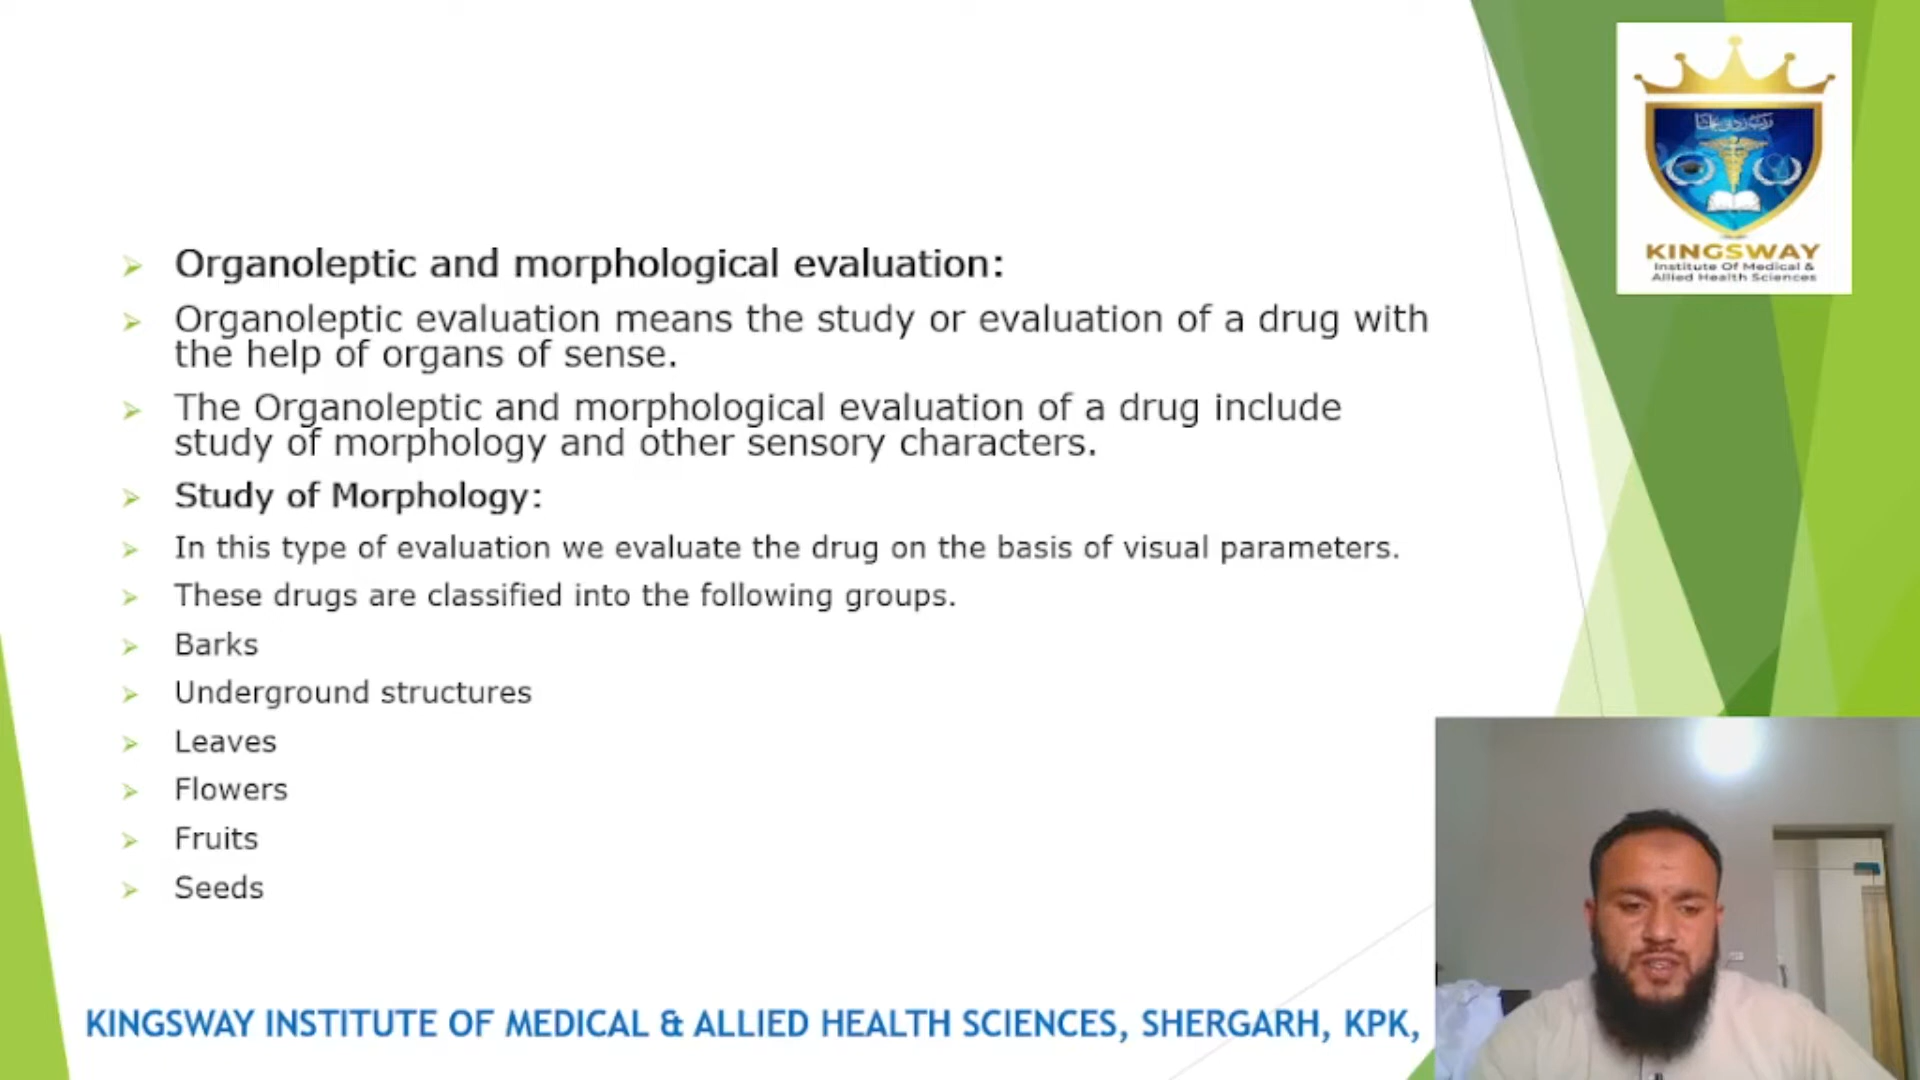 Organoleptic and morphological evaluation:
Organoleptic evaluation means the study or evaluation of a drug with
the help of organs of sense.
The Organoleptic and morphological evaluation of a drug include
study of morphology and other sensory characters.
Study of Morphology:
In this type of evaluation we evaluate the drug on the basis of visual parameters.
These drugs are classified into the following groups.
Barks
Underground structures
Leaves
Flowers
Fruits
Seeds
KINGSWAY INSTITUTE OF MEDICAL & ALLIED HEALTH SCIENCES, SHERGARH, KPK,
KINGSWAY
Institute Of Medical &
Allied Health Sciences